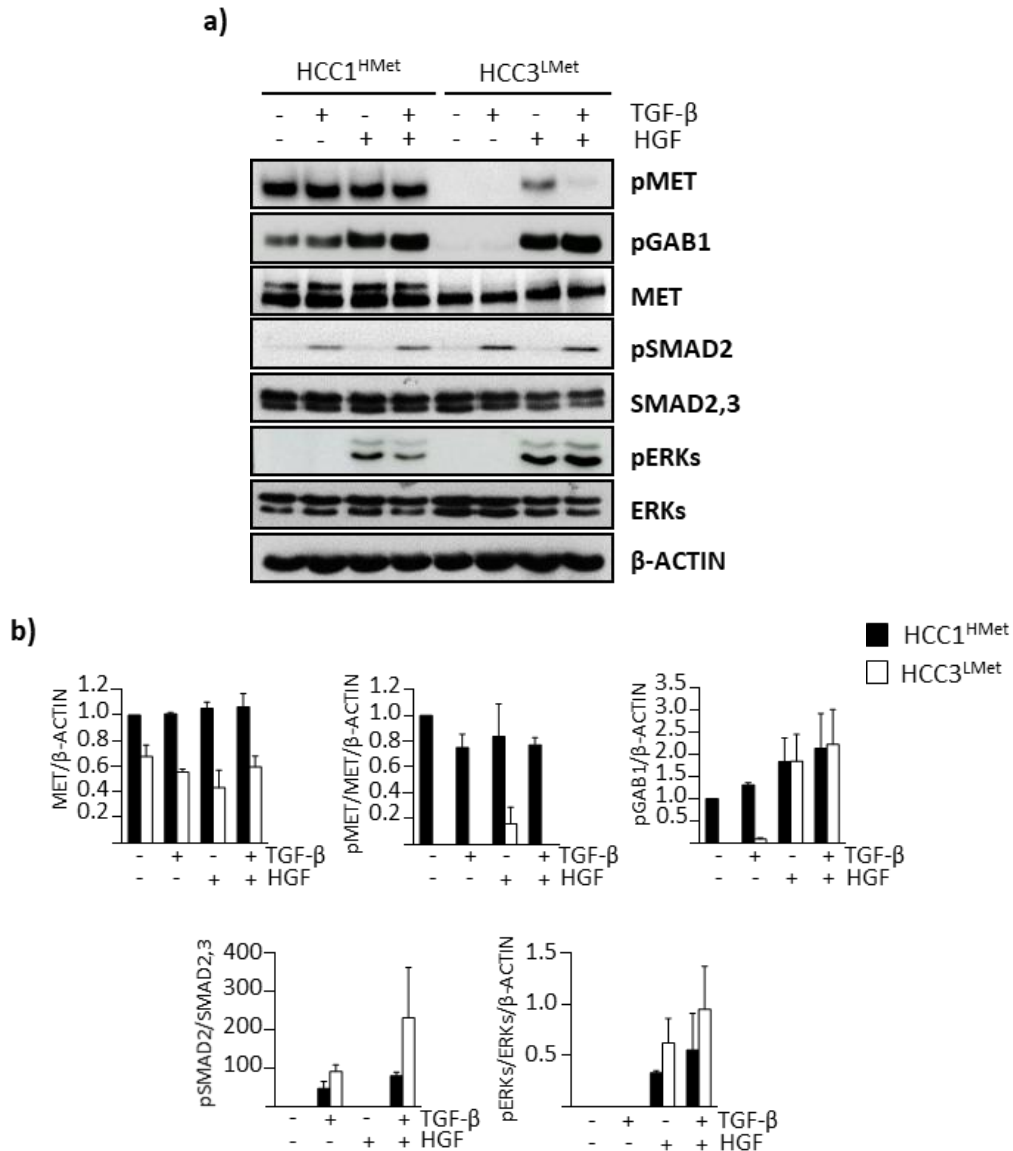 a)
HCC1HMet HCC3LMet
- + - + - + - + TGF-β
- - + + - - + + HGF
pMET
pGAB1
MET
pSMAD2
SMAD2,3
pERKs
ERKs
β-ACTIN
b)
HCC1HMet
HCC3LMet
MET/β-ACTIN
1.2
1.0
0.8
0.6
0.4
0.2
- + - + TGF-β
- - + + HGF
pMET/MET/β-ACTIN
1.2
1.0
0.8
0.6
0.4
0.2
- + - + TGF-β
- - + + HGF
pGAB1/β-ACTIN
3.5
3.0
2.5
2.0
1.5
1.0
0.5
- + - + TGF-β
- - + + HGF
pSMAD2/SMAD2,3
400
300
200
100
- + - + TGF-β
- - + + HGF
pERKs/ERKs/β-ACTIN
1.5
1.0
0.5
- + - + TGF-β
- - + + HGF